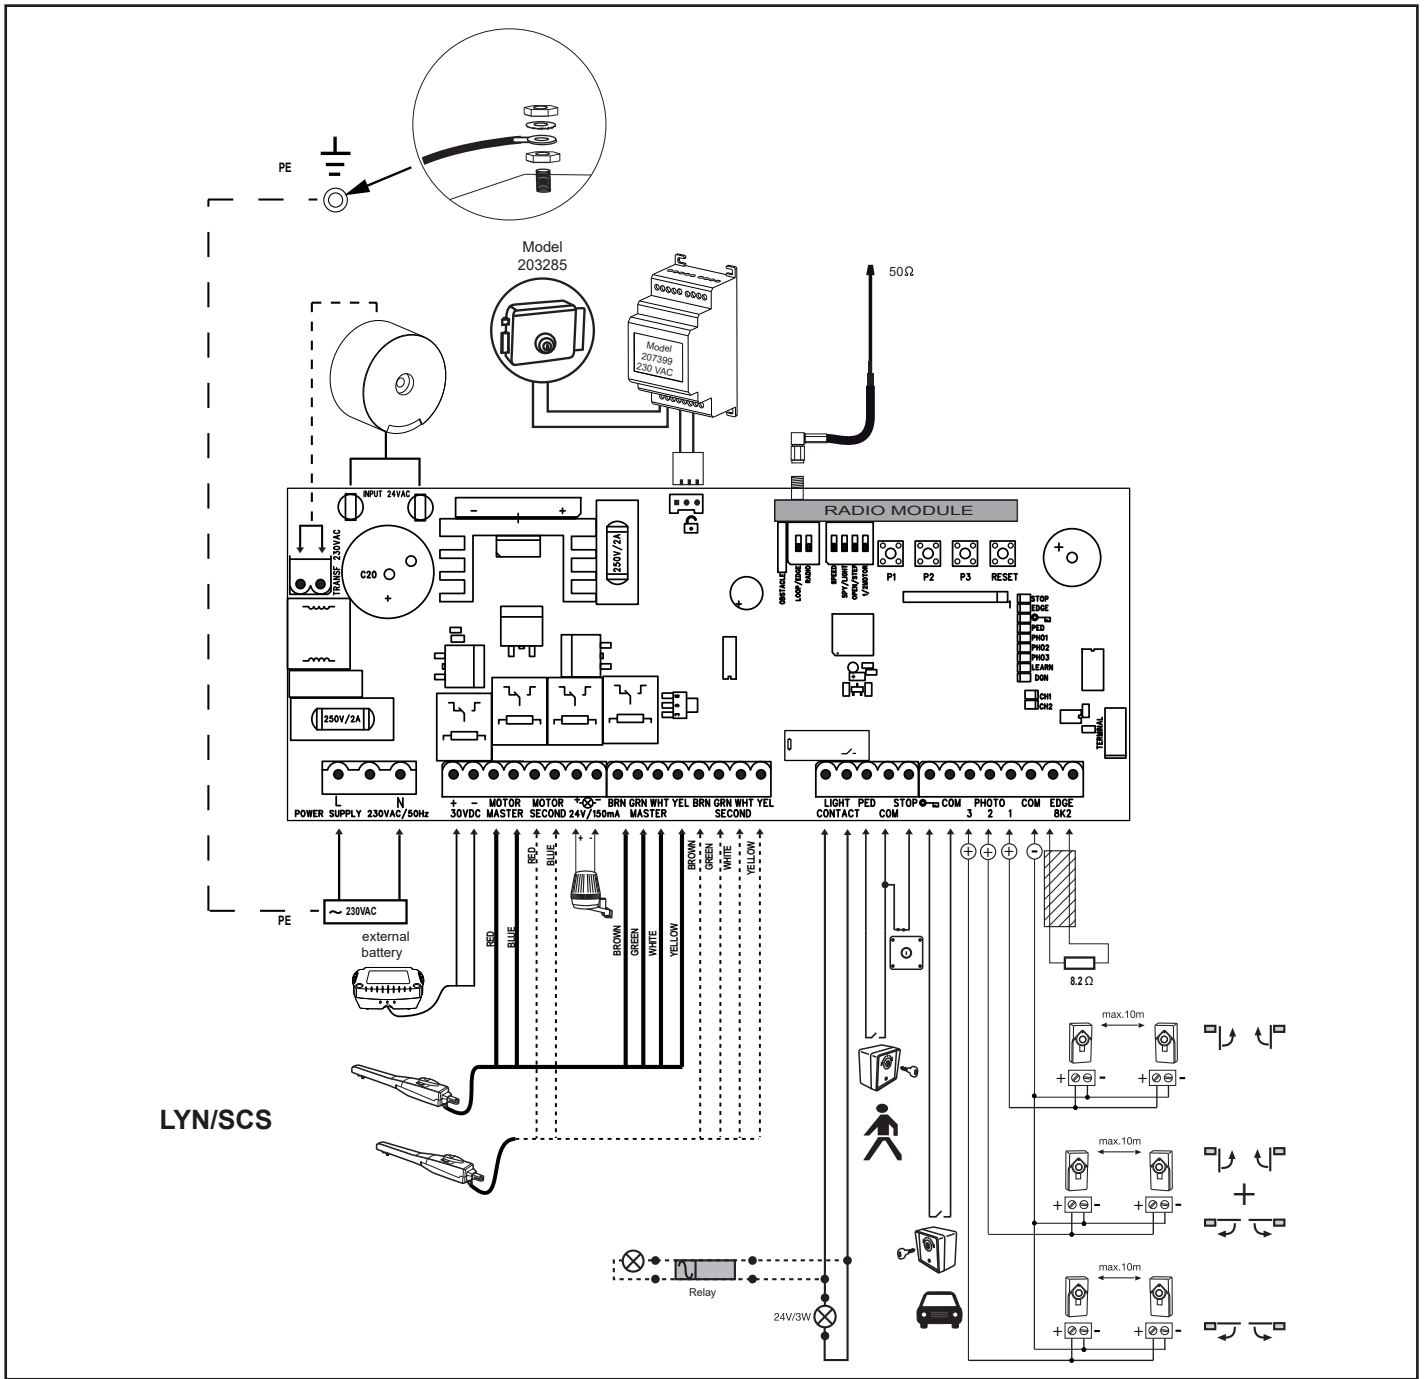 PE
Model
203285
Model
207399
230 VAC
50Ω
INPUT 24VAC
TRANSF 230VAC
C20
+
-
+
250V/2A
RADIO MODULE
OBSTACLE
LOOP/EDGE
RADIO
SPEED
SPY/LIGHT
OPER/STEP
1/2MOTOR
P1
P2
P3
RESET
+
+
STOP
EDGE
PED
PHO1
PHO2
PHO3
LEARN
DGN
CH1
CH2
TERMINAL
250V/2A
L N
POWER SUPPLY 230VAC/50Hz
+ - MOTOR MOTOR + - BRN GRN WHT YEL BRN GRN WHT YEL
30VDC MASTER SECOND 24V/150mA MASTER SECOND
LIGHT PED STOP COM PHOTO COM EDGE
CONTACT COM 3 2 1 8K2
RED
BLUE
+ -
BROWN
GREEN
WHITE
YELLOW
+ + + -
PE
~ 230VAC
external
battery
RED
BLUE
BROWN
GREEN
WHITE
YELLOW
8.2 Ω
max.10m
+ - + -
LYN/SCS
max.10m
+ - + -
+
Relay
24V/3W
max.10m
+ - + -